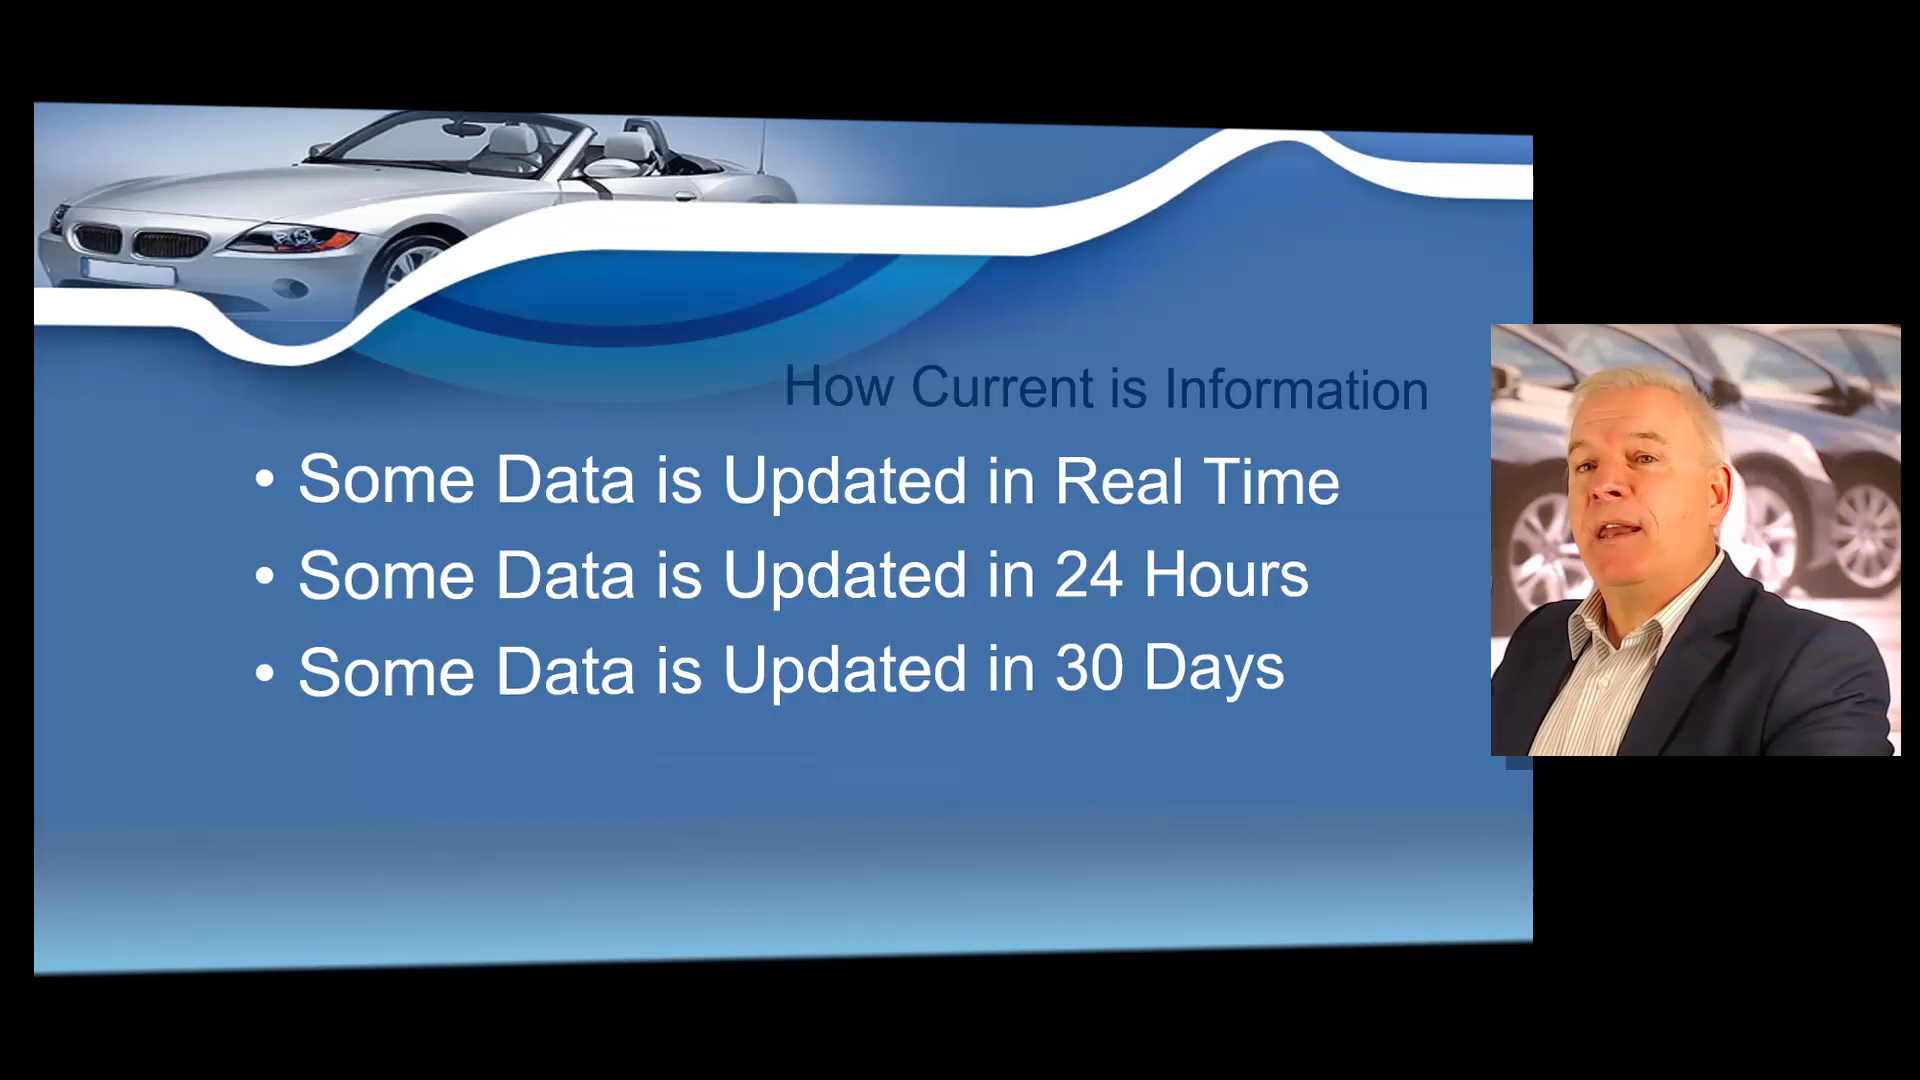 How Current is Information
• Some Data is Updated in Real Time
• Some Data is Updated in 24 Hours
• Some Data is Updated in 30 Days